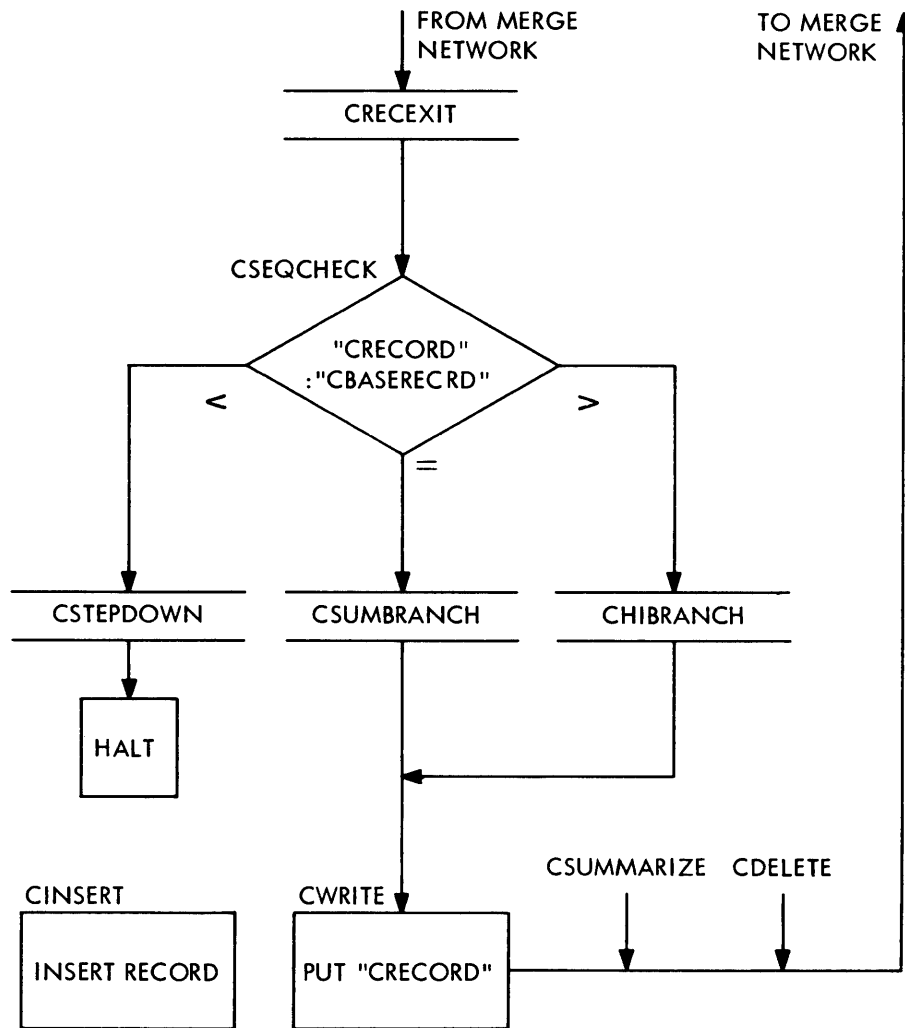 FROM MERGE
NETWORK
TO MERGE
NETWORK
CRECEXIT
CSEQCHECK
"CRECORD"
:"CBASERECRD"
<
>
=
CSTEPDOWN
CSUMBRANCH
CHIBRANCH
HALT
CSUMMARIZE
CDELETE
CINSERT
CWRITE
INSERT RECORD
PUT "CRECORD"